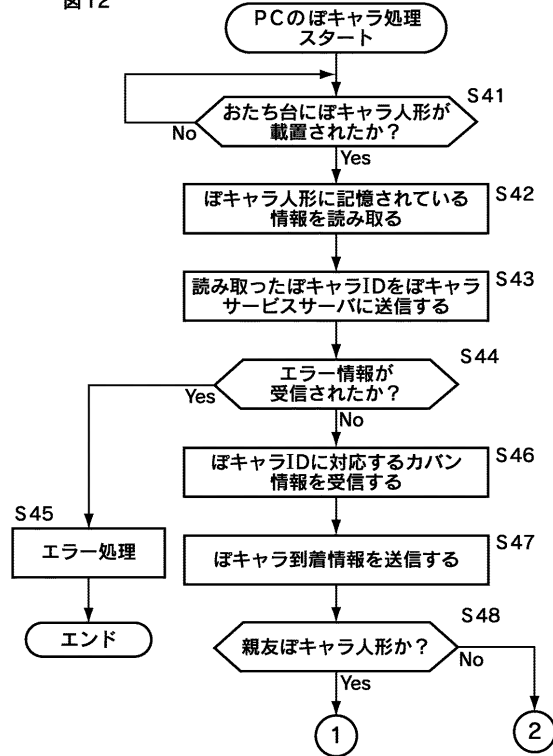 図12
PCのぽキャラ処理
スタート
S41
おたち台にぽキャラ人形が
載置されたか？
No
Yes
S42
ぽキャラ人形に記憶されている
情報を読み取る
S43
読み取ったぽキャラIDをぽキャラ
サービスサーバに送信する
S44
エラー情報が
受信されたか？
Yes
No
S46
ぽキャラIDに対応するカバン
情報を受信する
S45
エラー処理
S47
ぽキャラ到着情報を送信する
エンド
S48
親友ぽキャラ人形か？
No
Yes
1
2